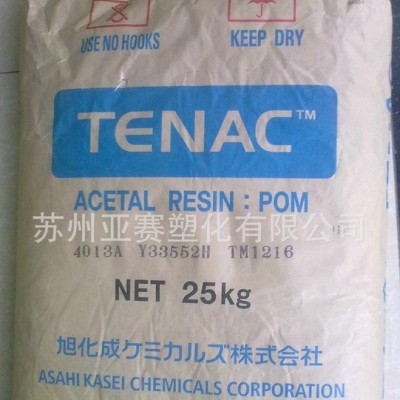 USE NO HOOKS
KEEP DRY
TENAC™
ACETAL RESIN : POM
苏州亚赛塑化有限公司
4013A Y33552H TM1216
NET 25kg
旭化成ケミカルズ株式会社
ASAHI KASEI CHEMICALS CORPORATION